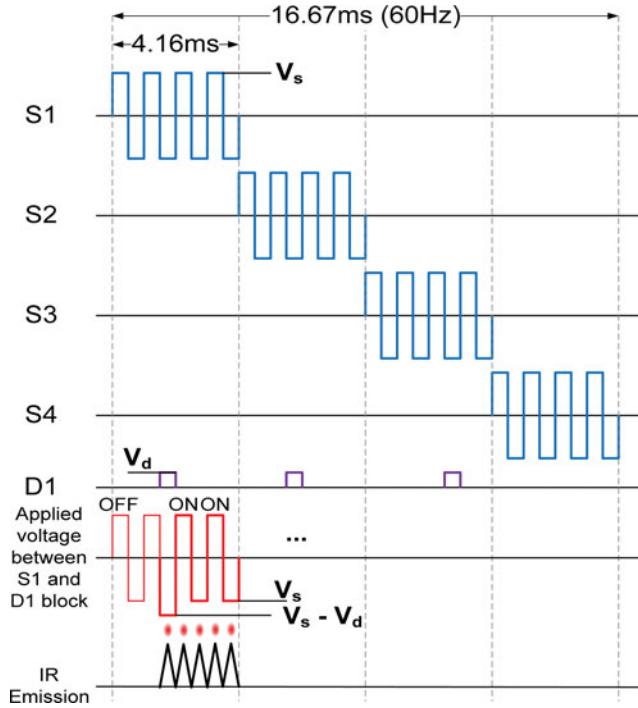 16.67ms (60Hz)
4.16ms
Vs
S1
S2
S3
S4
Vd
D1
OFF ON ON
Applied
voltage
between
S1 and
D1 block
...
Vs
Vs - Vd
IR
Emission